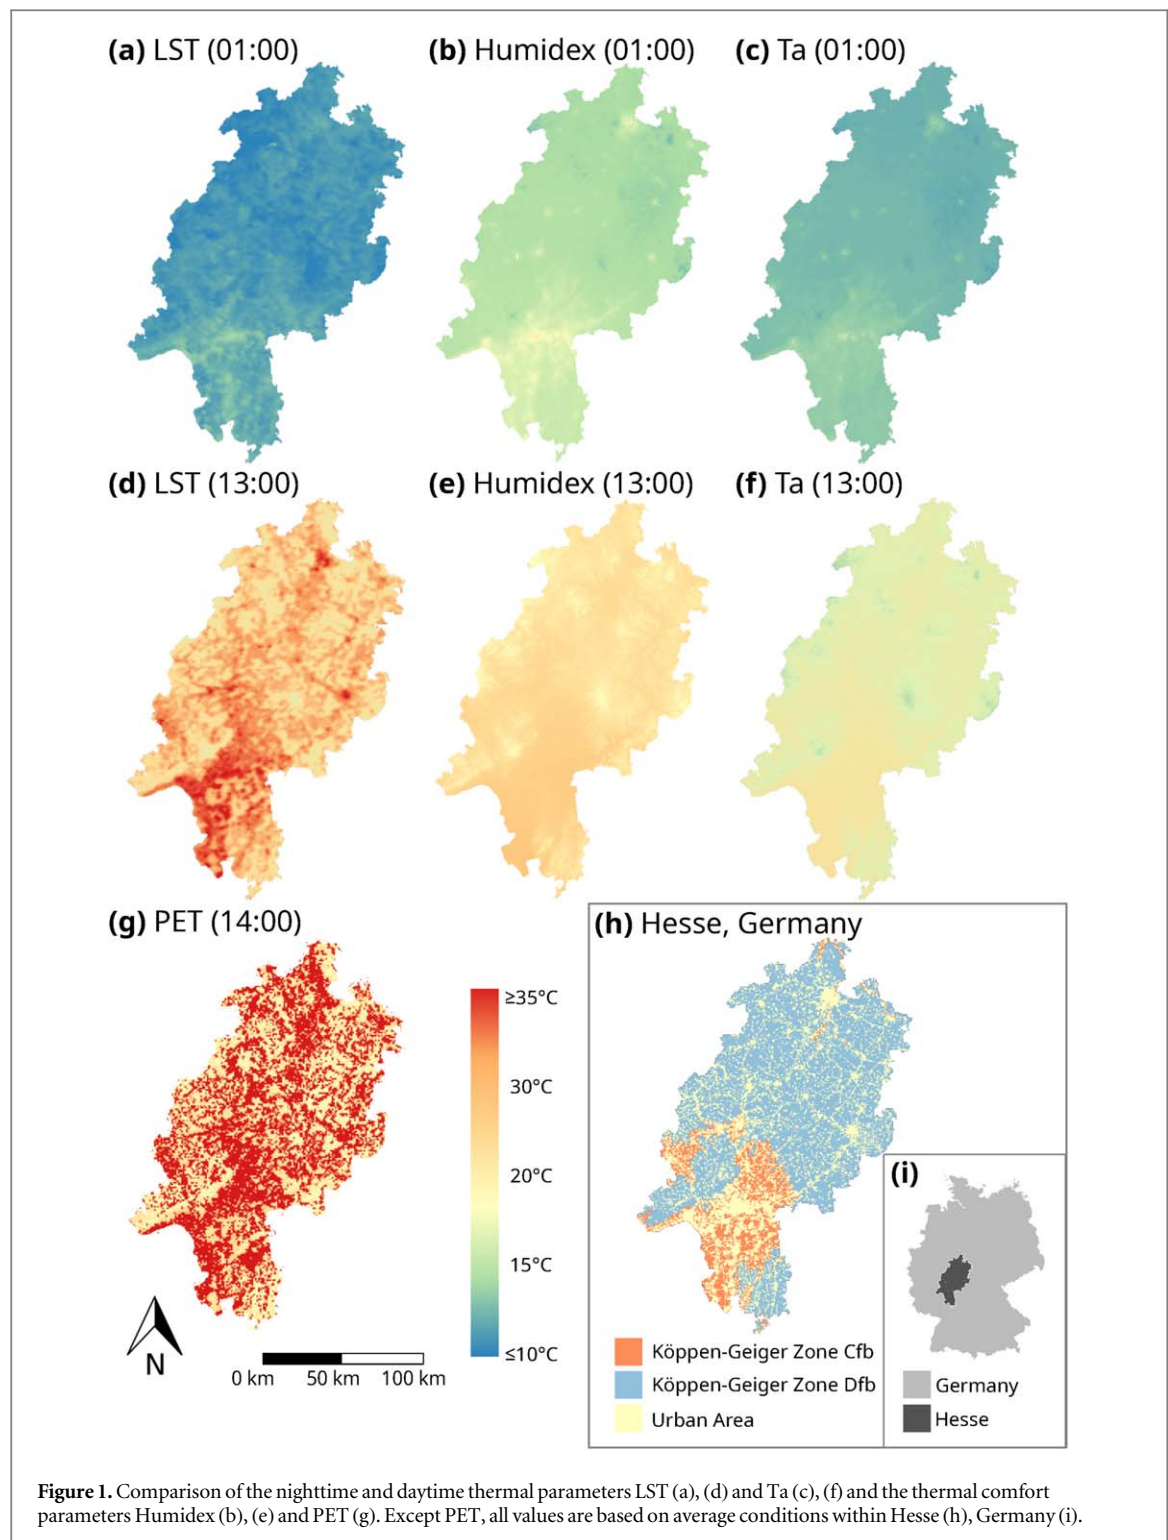 (a) LST (01:00)
(b) Humidex (01:00)
(c) Ta (01:00)
(d) LST (13:00)
(e) Humidex (13:00)
(f) Ta (13:00)
(g) PET (14:00)
≥35°C
30°C
20°C
15°C
≤10°C
N
0 km 50 km 100 km
(h) Hesse, Germany
Köppen-Geiger Zone Cfb
Köppen-Geiger Zone Dfb
Urban Area
(i)
Germany
Hesse
Figure 1. Comparison of the nighttime and daytime thermal parameters LST (a), (d) and Ta (c), (f) and the thermal comfort
parameters Humidex (b), (e) and PET (g). Except PET, all values are based on average conditions within Hesse (h), Germany (i).